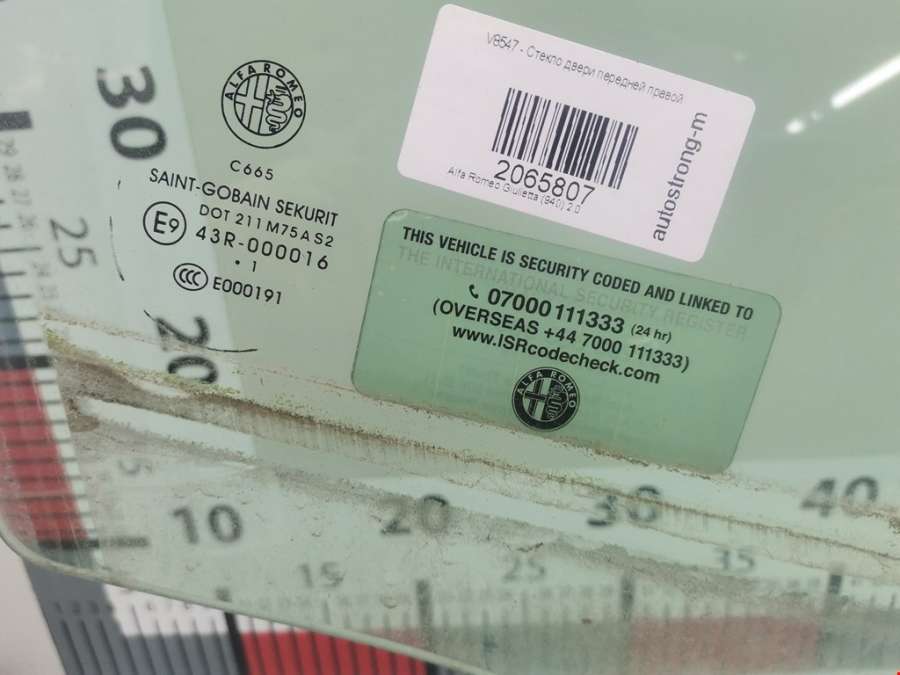 ALFA ROMEO
C665
SAINT-GOBAIN SEKURIT
DOT 211 M75 A S2
E9
43R-000016
• 1
CCC E000191
V8547 - Стекло двери передней правой
2065807
Alfa Romeo Giulietta (940) 2.0
autostrong-m
THIS VEHICLE IS SECURITY CODED AND LINKED TO
THE INTERNATIONAL SECURITY REGISTER
07000 111333 (24 hr)
(OVERSEAS +44 7000 111333)
www.ISRcodecheck.com
ALFA ROMEO
30
25
20
15
10
20
30
40
15
25
35